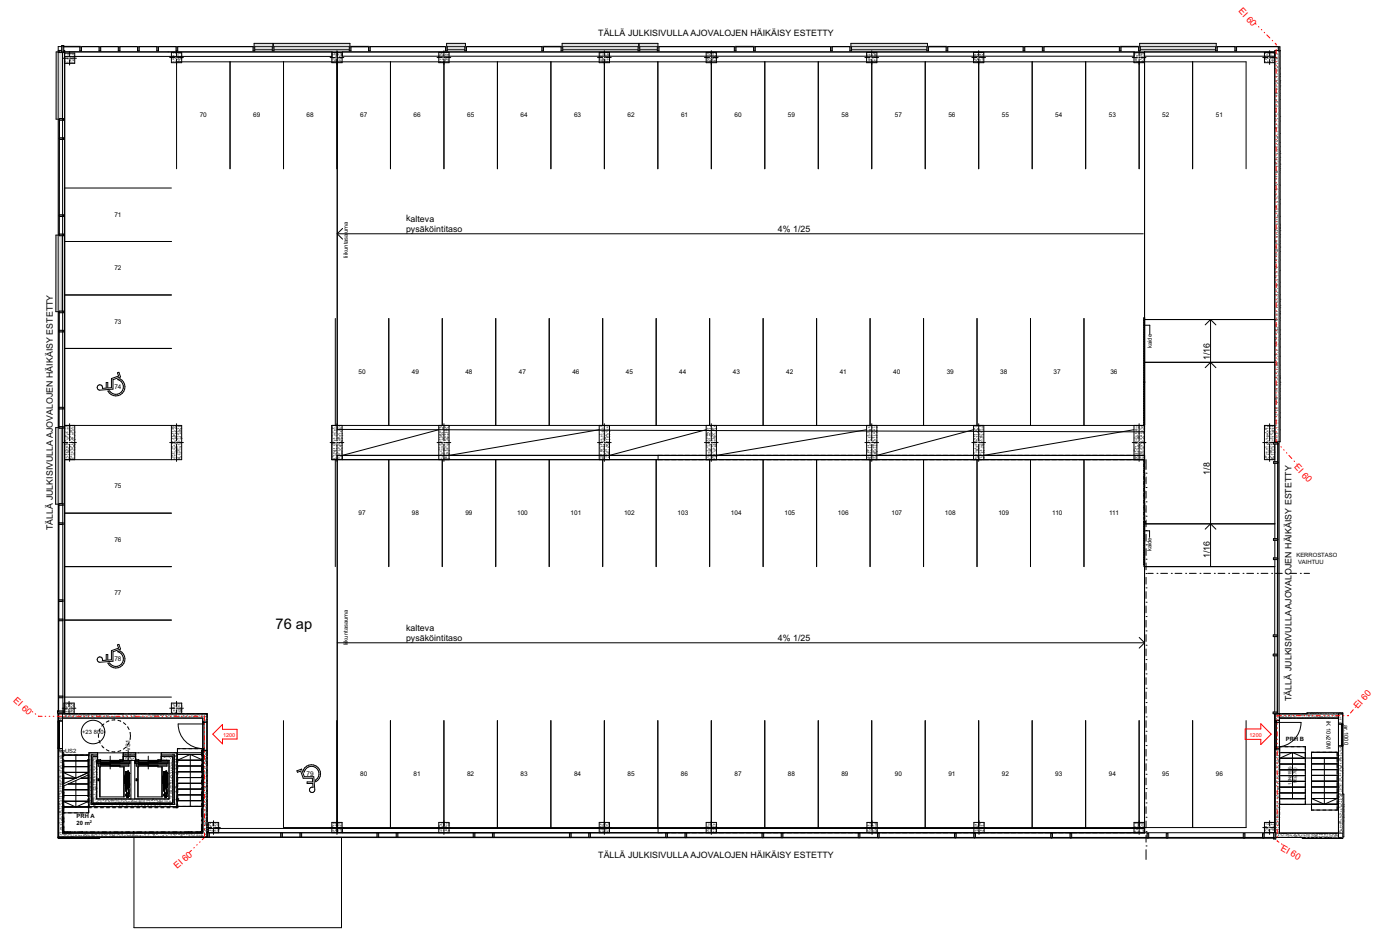 TÄLLÄ JULKISIVULLA AJOVALOJEN HÄIKÄISY ESTETTY
EI 60
70 69 68 67 66 65 64 63 62 61 60 59 58 57 56 55 54 53 52 51
71
72
73
74
TÄLLÄ JULKISIVULLA AJOVALOJEN HÄIKÄISY ESTETTY
liikuntasauma
kalteva
pysäköintitaso
4% 1/25
50 49 48 47 46 45 44 43 42 41 40 39 38 37 36
kaide
1/16
1/8
1/16
kaide
EI 60
97 98 99 100 101 102 103 104 105 106 107 108 109 110 111
75
76
77
78
KERROSTASO
VAIHTUU
TÄLLÄ JULKISIVULLA AJOVALOJEN HÄIKÄISY ESTETTY
76 ap
liikuntasauma
kalteva
pysäköintitaso
4% 1/25
EI 60
EI 60
+23 800
US2
1200
1200
PRH B
79 80 81 82 83 84 85 86 87 88 89 90 91 92 93 94 95 96
PRH A
20 m²
EI 60
EI 60
TÄLLÄ JULKISIVULLA AJOVALOJEN HÄIKÄISY ESTETTY